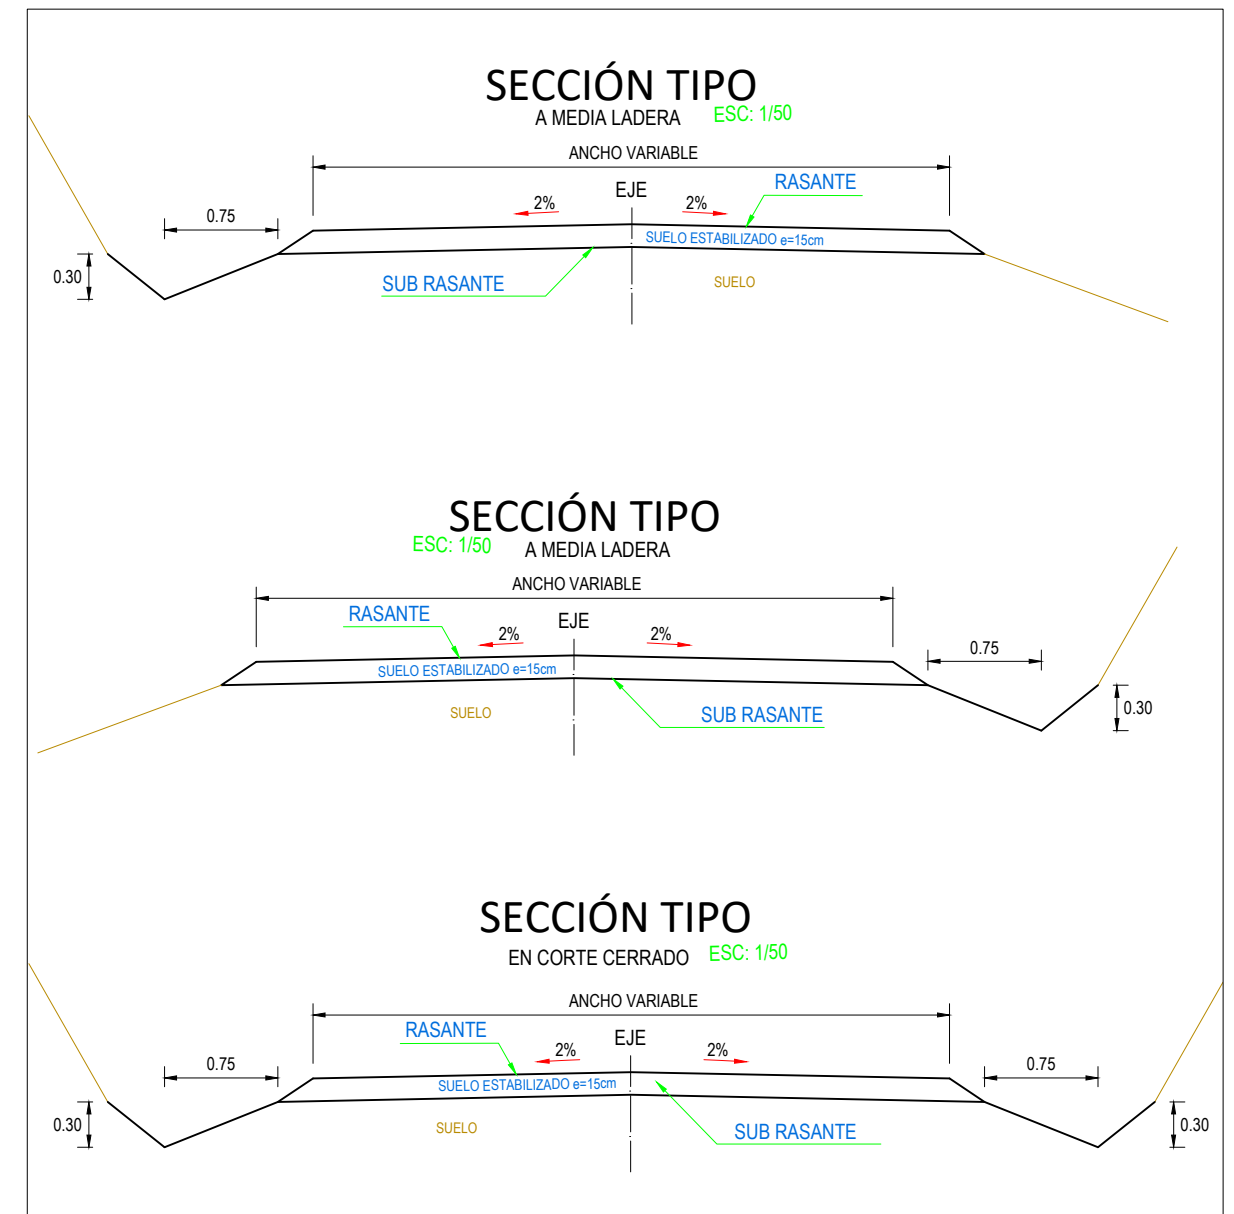 SECCIÓN TIPO
A MEDIA LADERA ESC: 1/50
ANCHO VARIABLE
EJE
RASANTE
2% 2%
0.75
SUELO ESTABILIZADO e=15cm
0.30
SUB RASANTE
SUELO
SECCIÓN TIPO
ESC: 1/50 A MEDIA LADERA
ANCHO VARIABLE
RASANTE
EJE
2% 2%
0.75
SUELO ESTABILIZADO e=15cm
SUELO
SUB RASANTE
0.30
SECCIÓN TIPO
EN CORTE CERRADO ESC: 1/50
ANCHO VARIABLE
RASANTE
EJE
2% 2%
0.75 0.75
SUELO ESTABILIZADO e=15cm
0.30
SUELO
SUB RASANTE
0.30